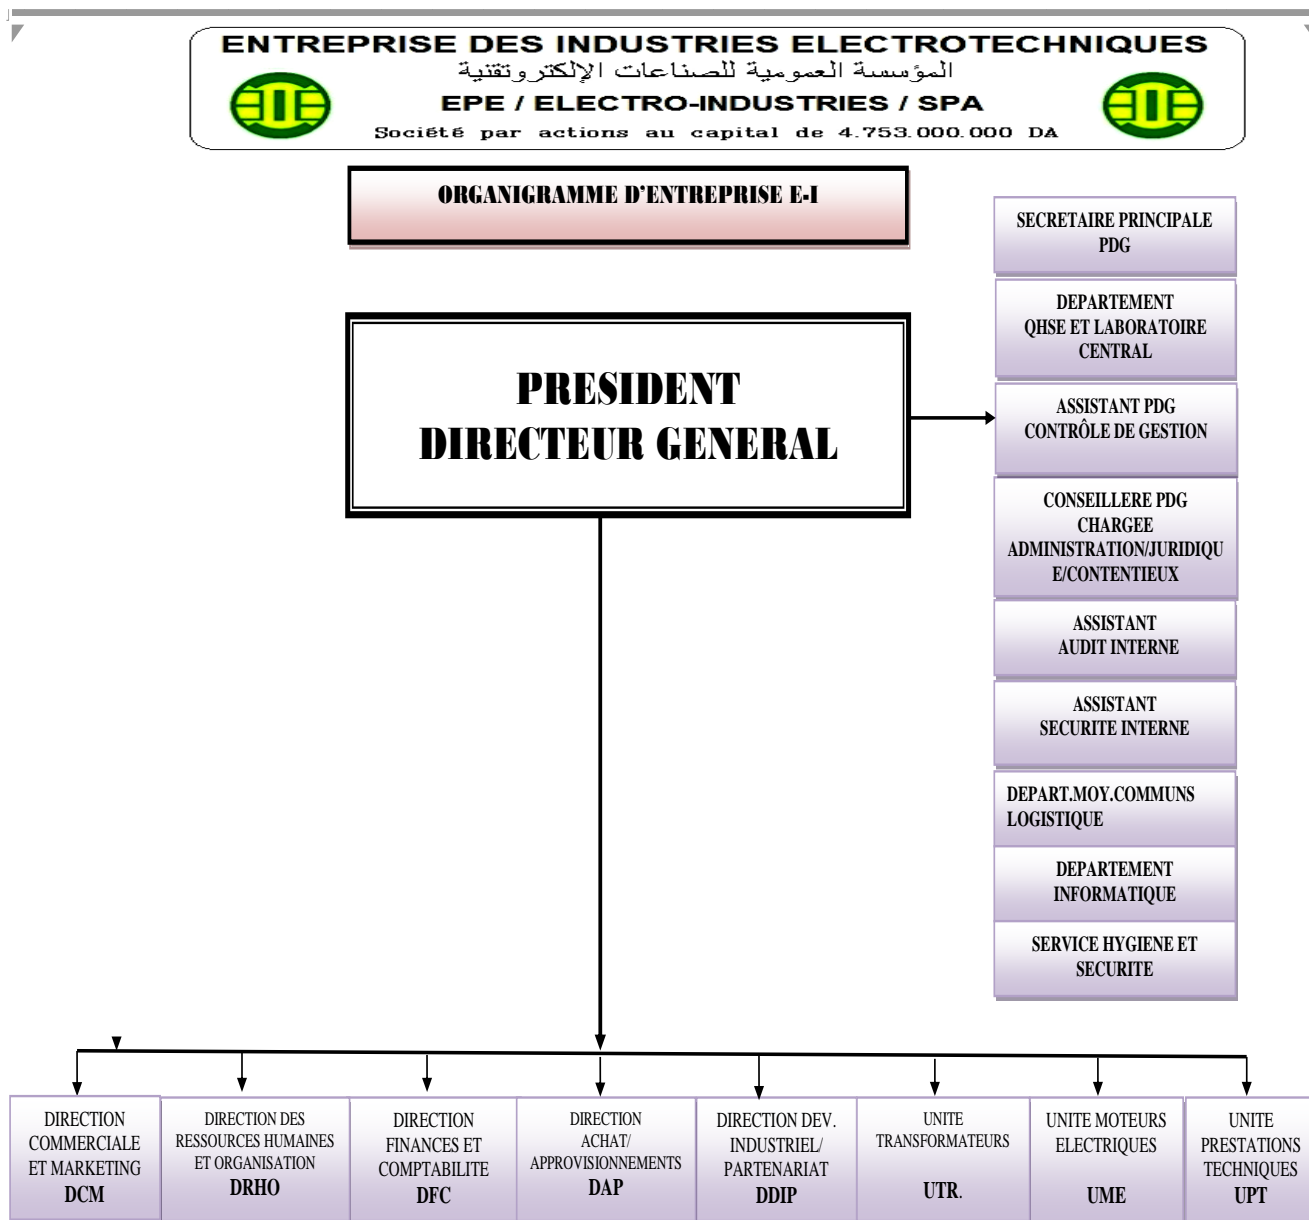 ENTREPRISE DES INDUSTRIES ELECTROTECHNIQUES
المؤسسة العمومية للصناعات الإلكتروتقنية
EPE / ELECTRO-INDUSTRIES / SPA
Société par actions au capital de 4.753.000.000 DA
ORGANIGRAMME D'ENTREPRISE E-I
SECRETAIRE PRINCIPALE
PDG
DEPARTEMENT
QHSE ET LABORATOIRE
CENTRAL
PRESIDENT
DIRECTEUR GENERAL
ASSISTANT PDG
CONTRÔLE DE GESTION
CONSEILLERE PDG
CHARGEE
ADMINISTRATION/JURIDIQU
E/CONTENTIEUX
ASSISTANT
AUDIT INTERNE
ASSISTANT
SECURITE INTERNE
DEPART.MOY.COMMUNS
LOGISTIQUE
DEPARTEMENT
INFORMATIQUE
SERVICE HYGIENE ET
SECURITE
DIRECTION
COMMERCIALE
ET MARKETING
DCM
DIRECTION DES
RESSOURCES HUMAINES
ET ORGANISATION
DRHO
DIRECTION
FINANCES ET
COMPTABILITE
DFC
DIRECTION
ACHAT/
APPROVISIONNEMENTS
DAP
DIRECTION DEV.
INDUSTRIEL/
PARTENARIAT
DDIP
UNITE
TRANSFORMATEURS
UTR.
UNITE MOTEURS
ELECTRIQUES
UME
UNITE
PRESTATIONS
TECHNIQUES
UPT